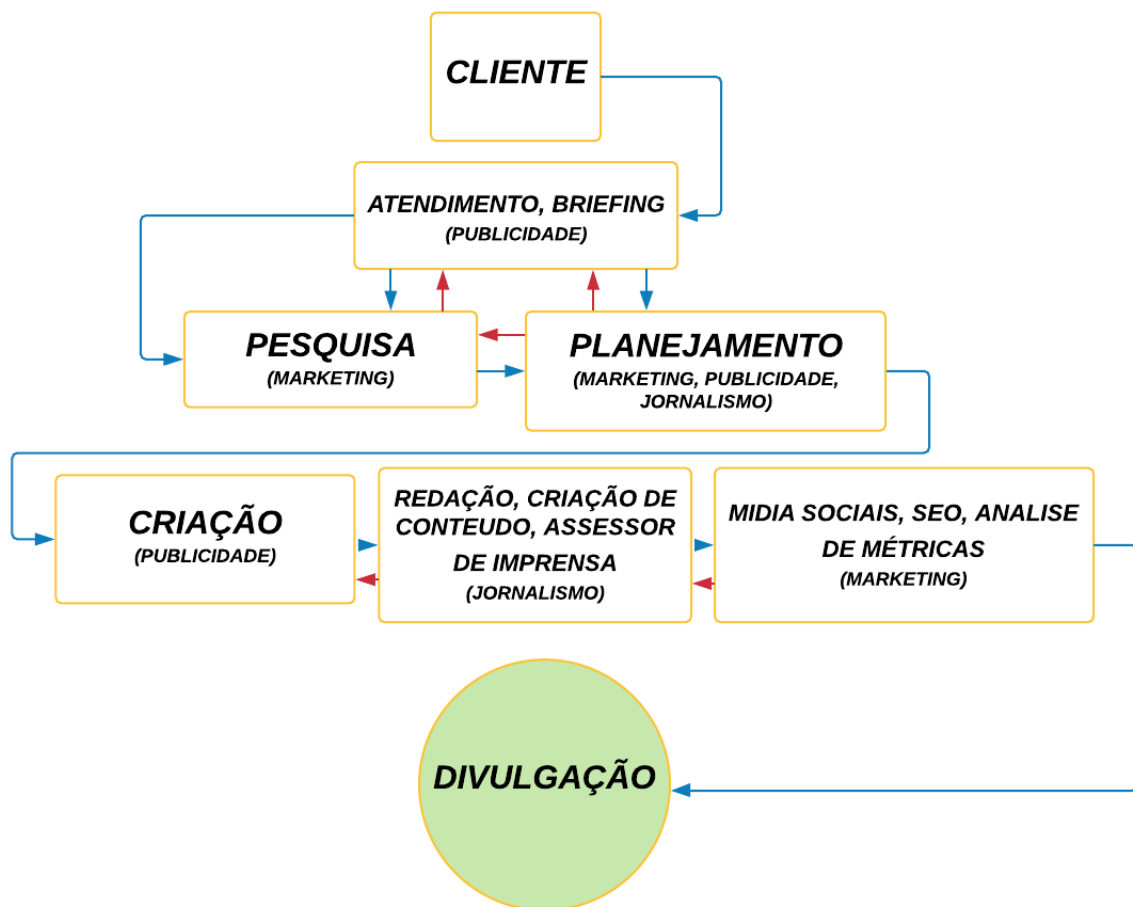 CLIENTE
ATENDIMENTO, BRIEFING
(PUBLICIDADE)
PESQUISA
(MARKETING)
PLANEJAMENTO
(MARKETING, PUBLICIDADE,
JORNALISMO)
CRIAÇÃO
(PUBLICIDADE)
REDAÇÃO, CRIAÇÃO DE
CONTEUDO, ASSESSOR
DE IMPRENSA
(JORNALISMO)
MIDIA SOCIAIS, SEO, ANALISE
DE MÉTRICAS
(MARKETING)
DIVULGAÇÃO